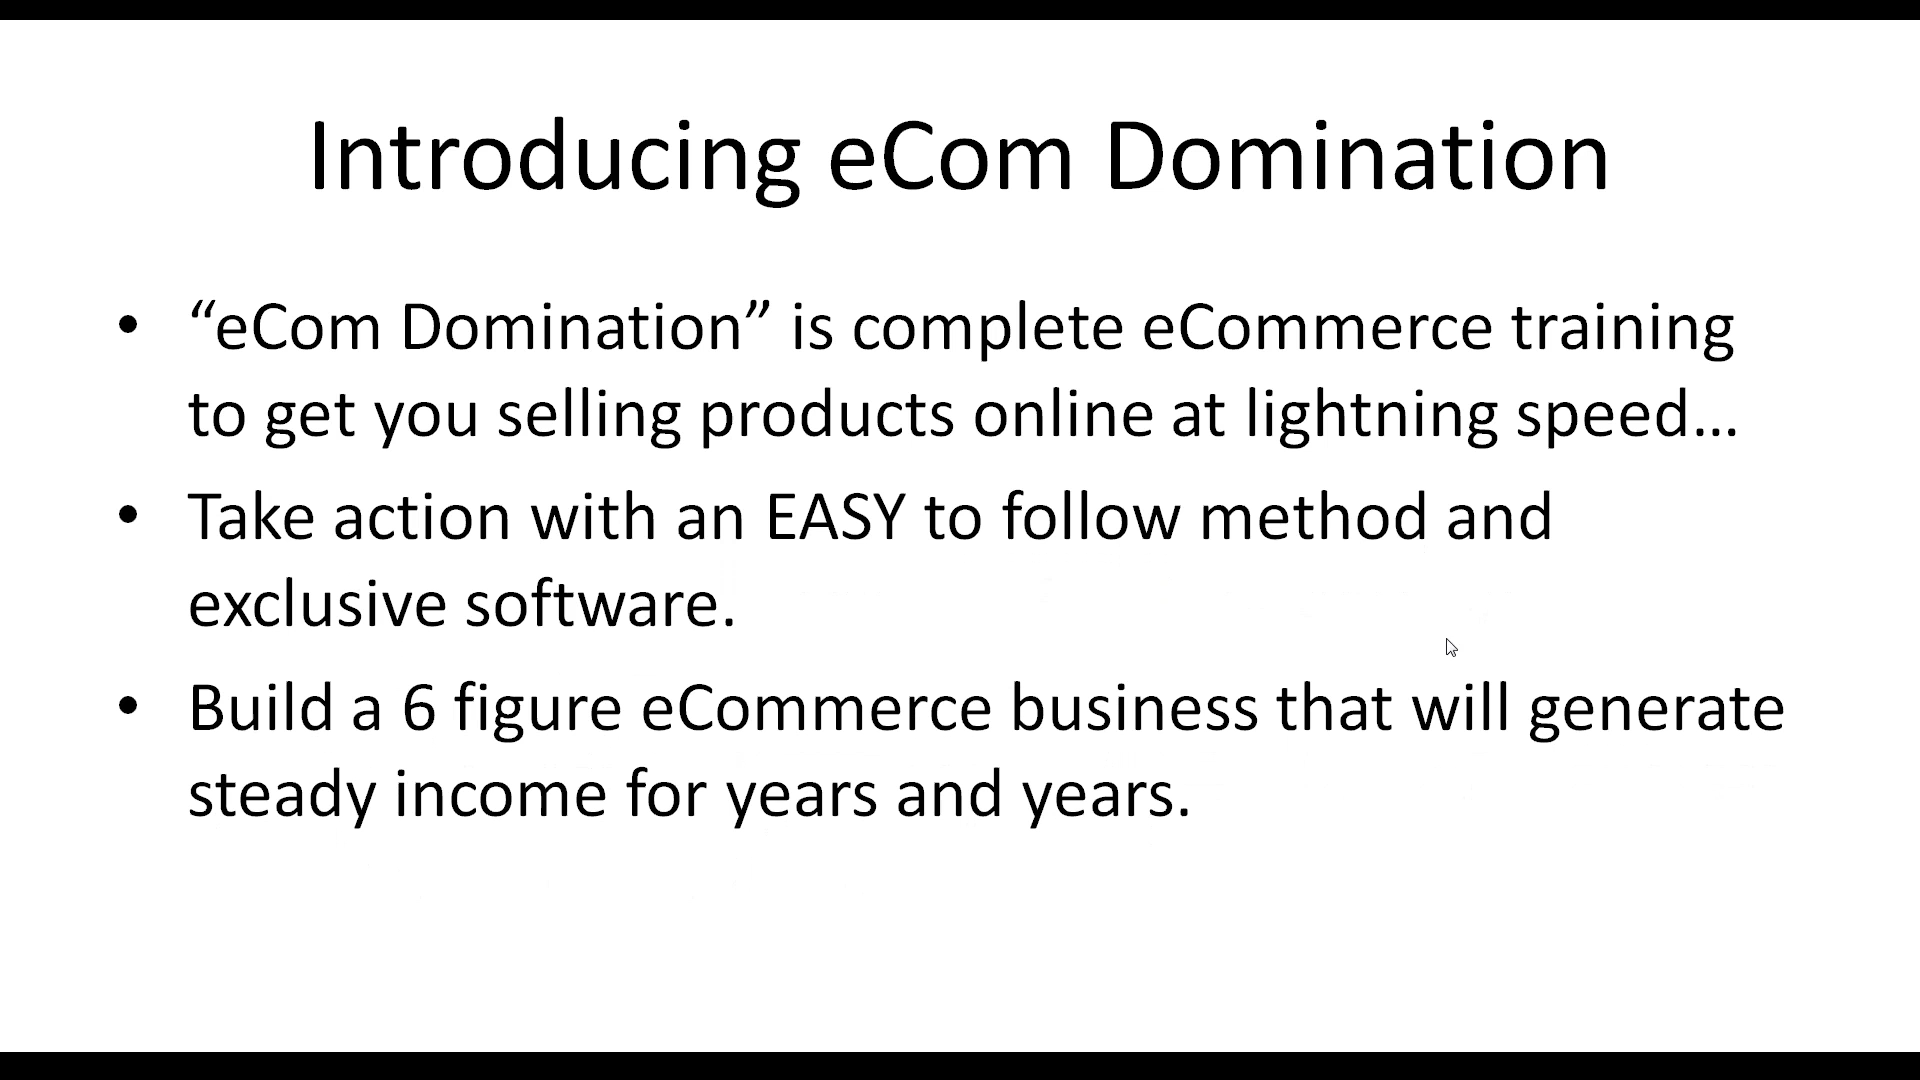 Introducing eCom Domination
• “eCom Domination” is complete eCommerce training
to get you selling products online at lightning speed...
• Take action with an EASY to follow method and
exclusive software.
• Build a 6 figure eCommerce business that will generate
steady income for years and years.